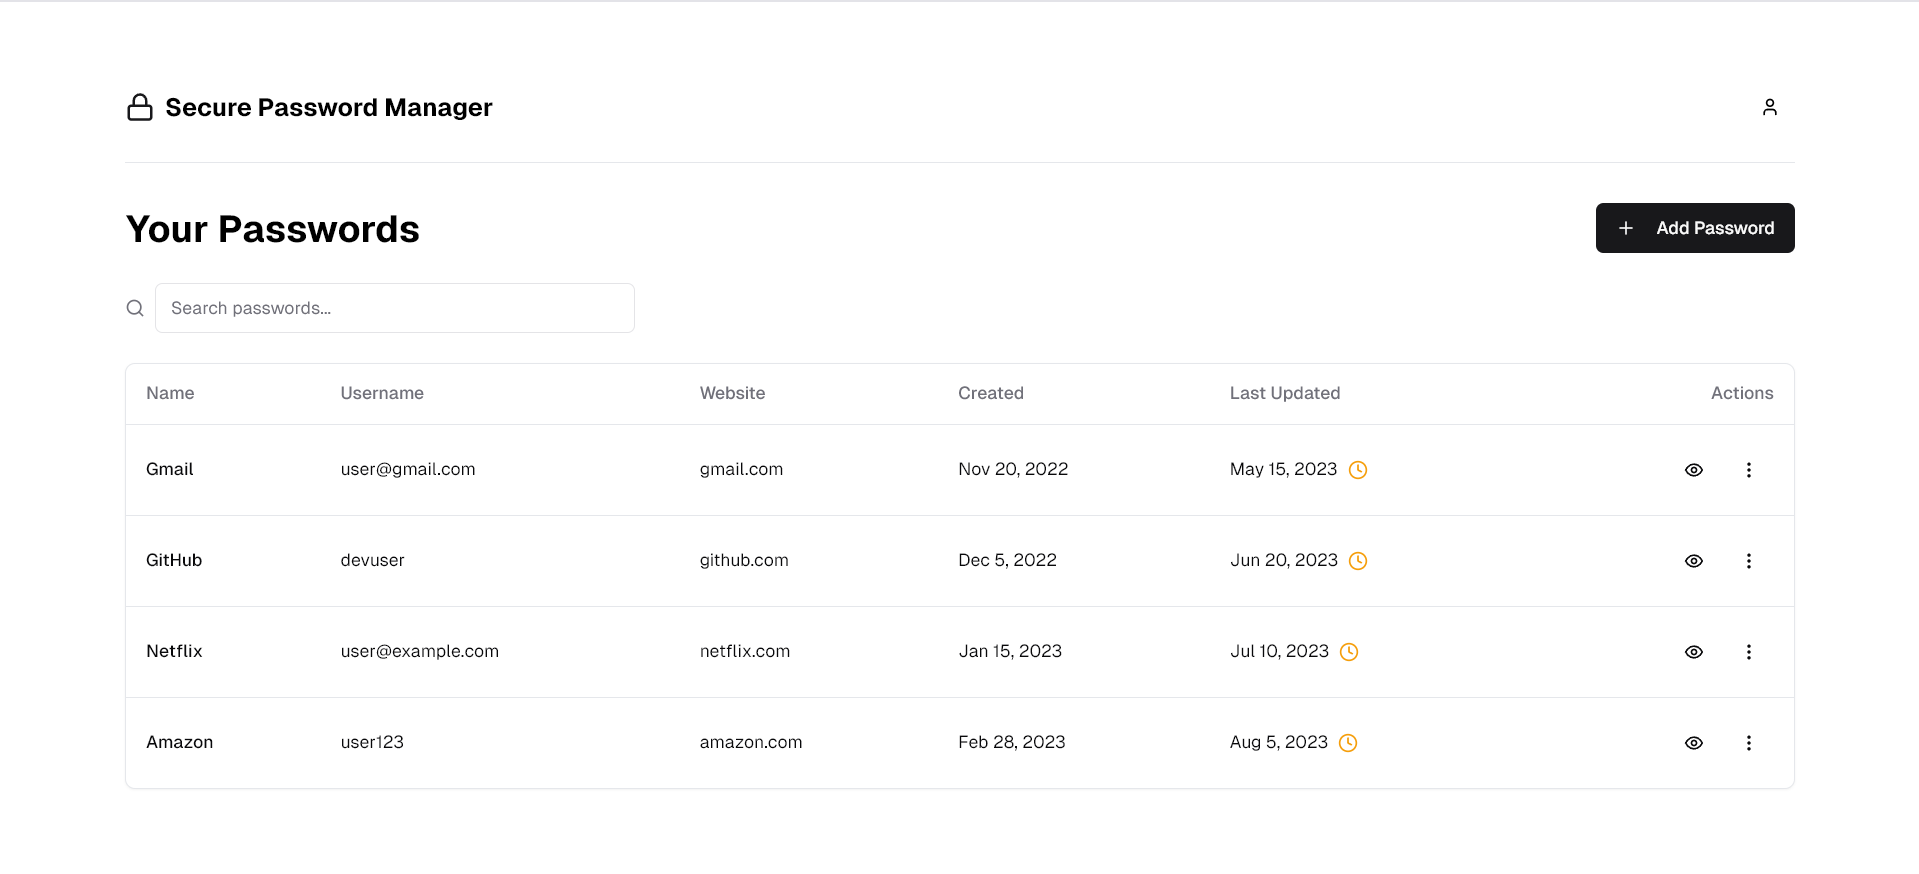 Secure Password Manager
Your Passwords
Add Password
Search passwords...
Name Username Website Created Last Updated Actions
Gmail user@gmail.com gmail.com Nov 20, 2022 May 15, 2023
GitHub devuser github.com Dec 5, 2022 Jun 20, 2023
Netflix user@example.com netflix.com Jan 15, 2023 Jul 10, 2023
Amazon user123 amazon.com Feb 28, 2023 Aug 5, 2023